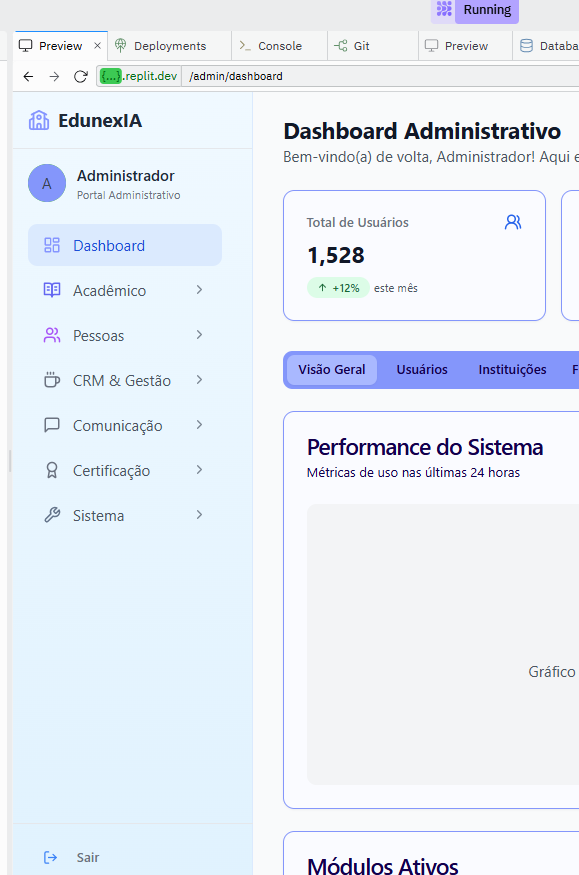 Running
Preview × Deployments Console Git Preview Databa
{...}.replit.dev /admin/dashboard
EdunexIA
A Administrador
Portal Administrativo
Dashboard
Acadêmico
Pessoas
CRM & Gestão
Comunicação
Certificação
Sistema
Sair
Dashboard Administrativo
Bem-vindo(a) de volta, Administrador! Aqui e
Total de Usuários
1,528
↑ +12% este mês
Visão Geral Usuários Instituições F
Performance do Sistema
Métricas de uso nas últimas 24 horas
Gráfico
Módulos Ativos